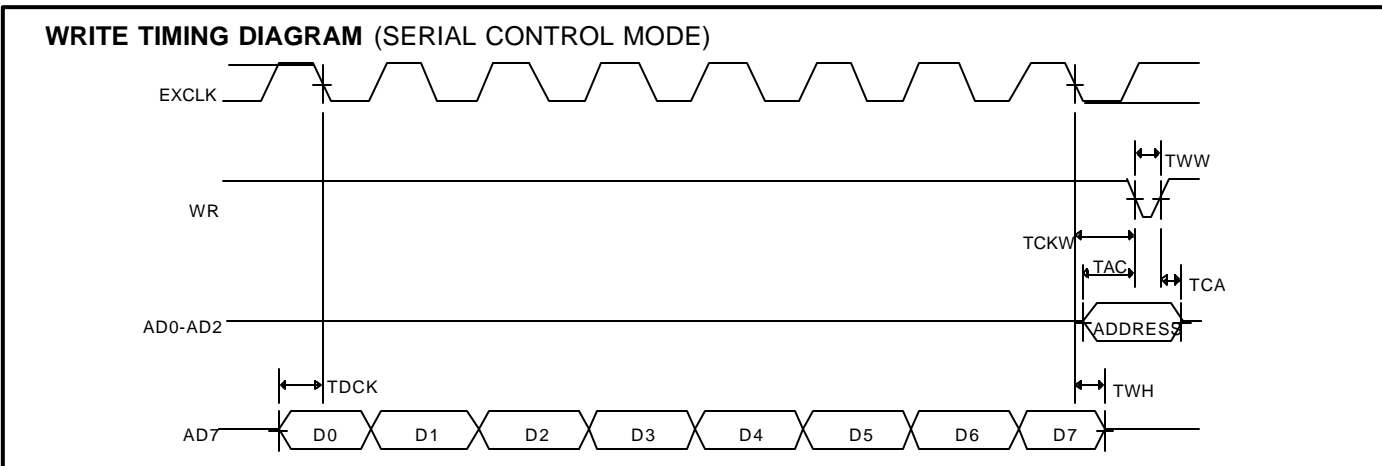 WRITE TIMING DIAGRAM (SERIAL CONTROL MODE)
EXCLK
TWW
WR
TCKW
TAC
TCA
AD0-AD2
ADDRESS
TDCK
TWH
AD7
D0 D1 D2 D3 D4 D5 D6 D7